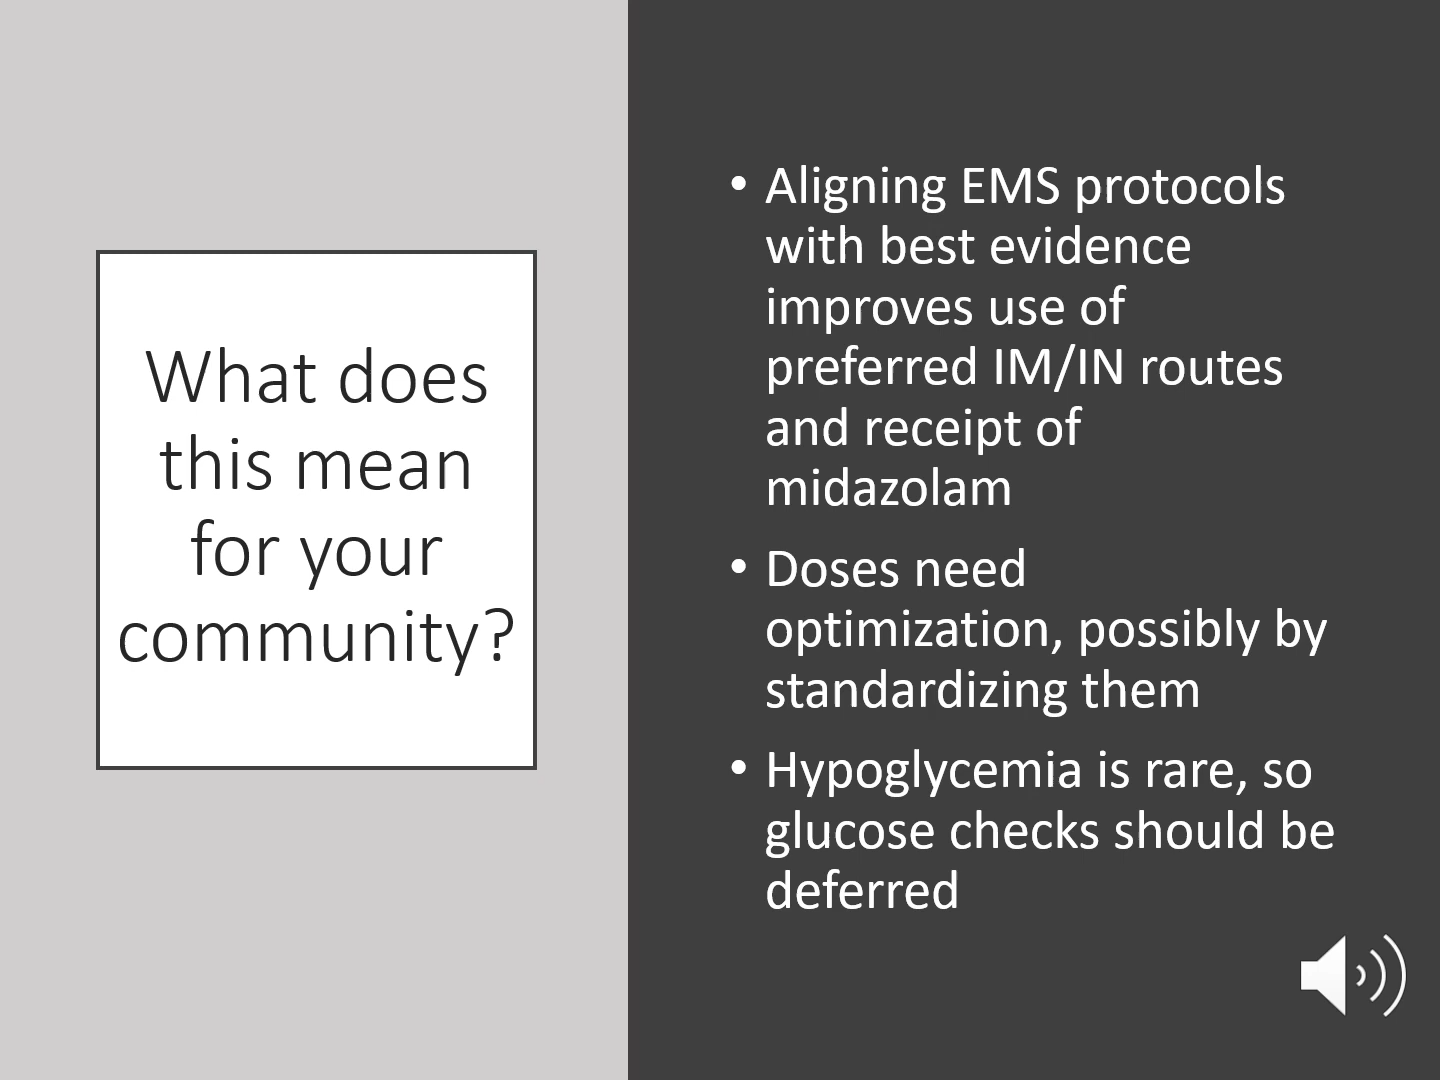 What does
this mean
for your
community?
• Aligning EMS protocols
with best evidence
improves use of
preferred IM/IN routes
and receipt of
midazolam
• Doses need
optimization, possibly by
standardizing them
• Hypoglycemia is rare, so
glucose checks should be
deferred